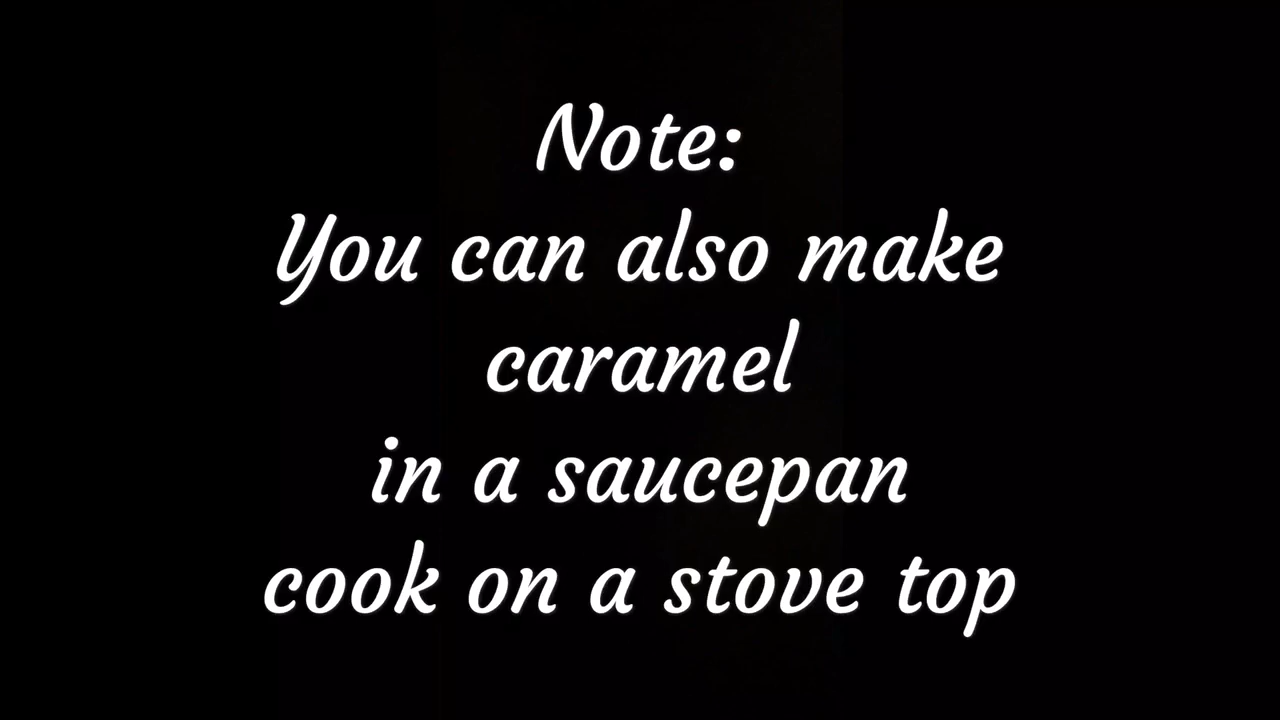 Note:
You can also make
caramel
in a saucepan
cook on a stove top